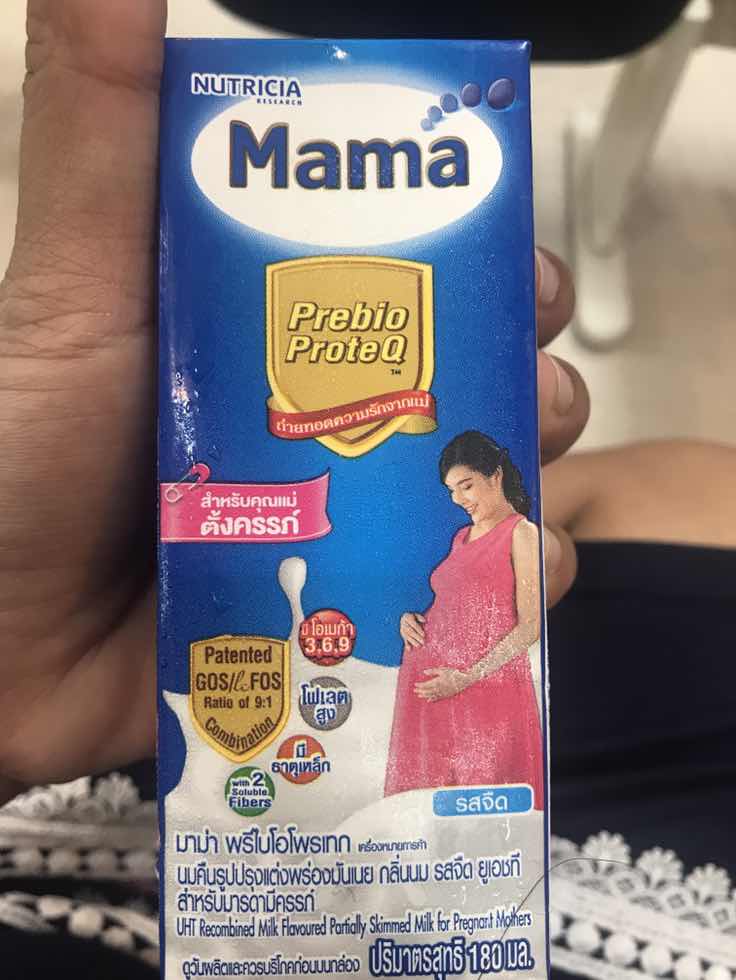 NUTRICIA
RESEARCH
Mama
Prebio
ProteQ
TM
ถ่ายทอดความรักจากแม่
สำหรับคุณแม่
ตั้งครรภ์
มีโอเมก้า
3,6,9
Patented
GOS/lcFOS
Ratio of 9:1
Combination
โฟเลต
สูง
มี
ธาตุเหล็ก
with 2
Soluble
Fibers
รสจืด
มาม่า พรีไบโอโพรเทก เครื่องหมายการค้า
นมคืนรูปปรุงแต่งพร่องมันเนย กลิ่นนม รสจืด ยูเอชที
สำหรับมารดามีครรภ์
UHT Recombined Milk Flavoured Partially Skimmed Milk for Pregnant Mothers
ดูวันผลิตและควรบริโภคก่อนบนกล่อง ปริมาตรสุทธิ 180 มล.